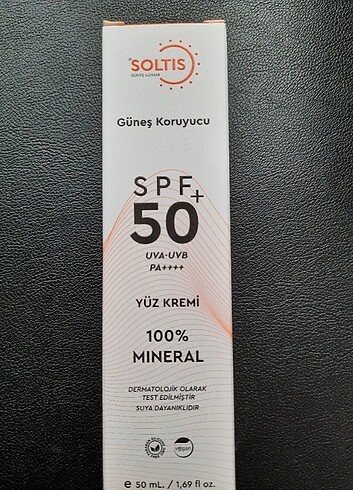 SOLTIS
GÜNEŞ UZMANI
Güneş Koruyucu
SPF+
50
UVA-UVB
PA++++
YÜZ KREMİ
100%
MINERAL
DERMATOLOJİK OLARAK
TEST EDİLMİŞTİR
SUYA DAYANIKLIDIR
vegan
e 50 mL. / 1,69 fl oz.